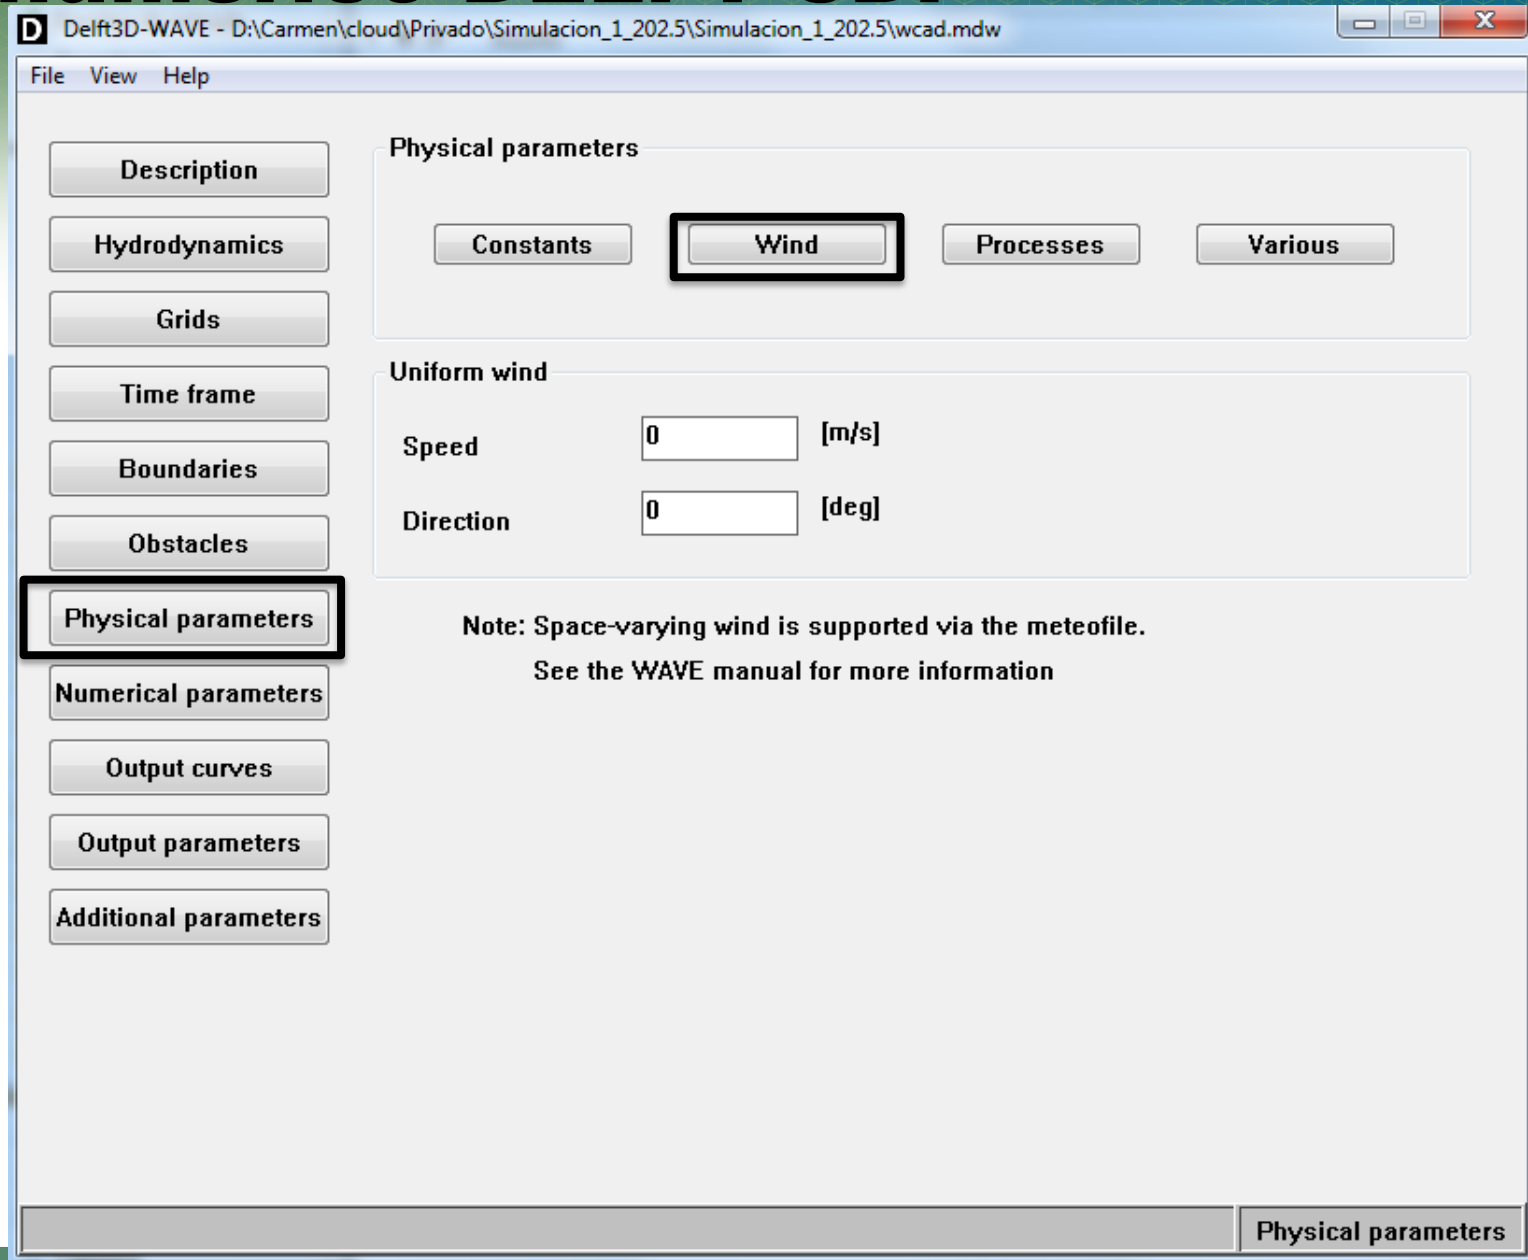 Delft3D-WAVE - D:\Carmen\cloud\Privado\Simulacion_1_202.5\Simulacion_1_202.5\wcad.mdw
File View Help
Description
Hydrodynamics
Grids
Time frame
Boundaries
Obstacles
Physical parameters
Numerical parameters
Output curves
Output parameters
Additional parameters
Physical parameters
Constants Wind Processes Various
Uniform wind
Speed 0 [m/s]
Direction 0 [deg]
Note: Space-varying wind is supported via the meteofile.
See the WAVE manual for more information
Physical parameters